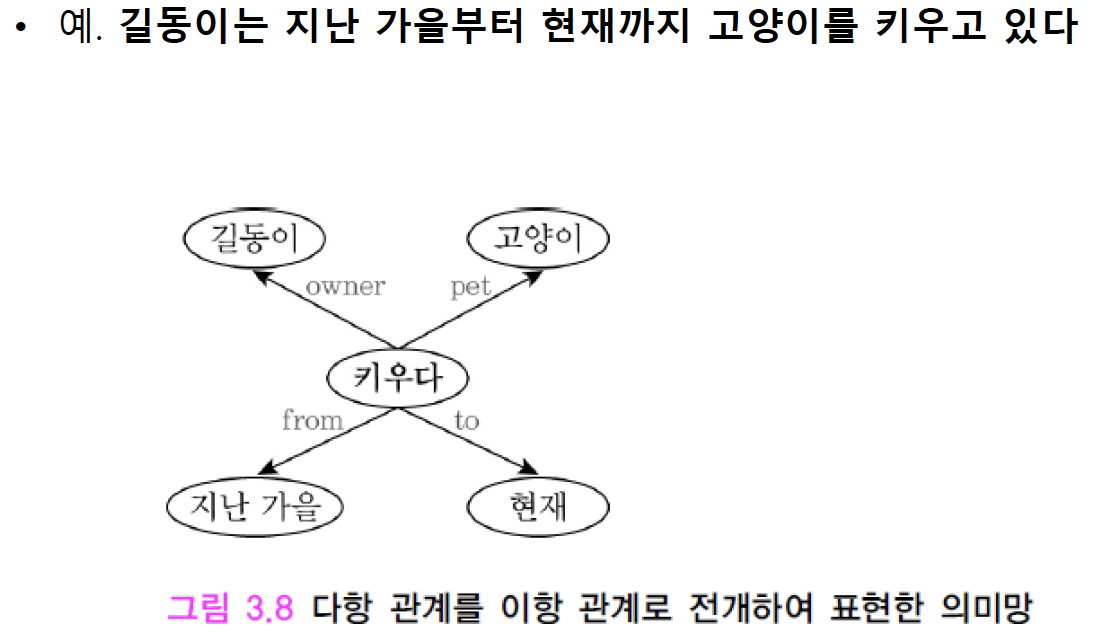 • 예. 길동이는 지난 가을부터 현재까지 고양이를 키우고 있다
길동이 고양이
owner pet
키우다
from to
지난 가을 현재
그림 3.8 다항 관계를 이항 관계로 전개하여 표현한 의미망